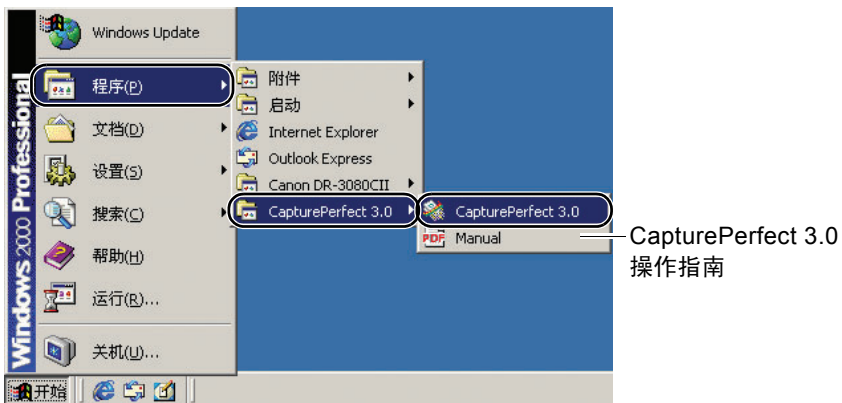 Windows Update
程序(P)
文档(D)
设置(S)
搜索(C)
帮助(H)
运行(R)...
关机(U)...
Windows 2000 Professional
开始
附件
启动
Internet Explorer
Outlook Express
Canon DR-3080CII
CapturePerfect 3.0
CapturePerfect 3.0
PDF Manual
CapturePerfect 3.0
操作指南